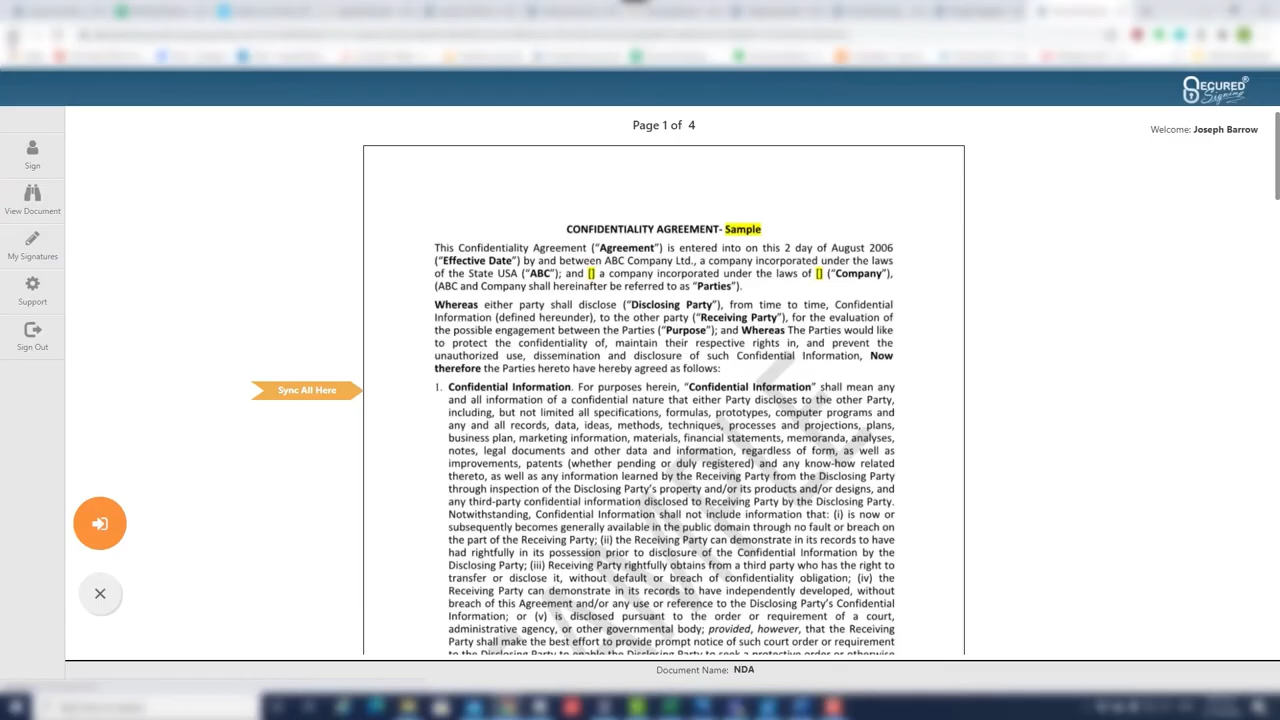 SECURED
Signing
Page 1 of 4
Welcome: Joseph Barrow
Sign
View Document
My Signatures
Support
Sign Out
CONFIDENTIALITY AGREEMENT- Sample
This Confidentiality Agreement (“Agreement”) is entered into on this 2 day of August 2006
(“Effective Date”) by and between ABC Company Ltd., a company incorporated under the laws
of the State USA (“ABC”); and [] a company incorporated under the laws of [] (“Company”),
(ABC and Company shall hereinafter be referred to as “Parties”).
Whereas either party shall disclose (“Disclosing Party”), from time to time, Confidential
Information (defined hereunder), to the other party (“Receiving Party”), for the evaluation of
the possible engagement between the Parties (“Purpose”); and Whereas The Parties would like
to protect the confidentiality of, maintain their respective rights in, and prevent the
unauthorized use, dissemination and disclosure of such Confidential Information, Now
therefore the Parties hereto have hereby agreed as follows:
Sync All Here
1. Confidential Information. For purposes herein, “Confidential Information” shall mean any
and all information of a confidential nature that either Party discloses to the other Party,
including, but not limited all specifications, formulas, prototypes, computer programs and
any and all records, data, ideas, methods, techniques, processes and projections, plans,
business plan, marketing information, materials, financial statements, memoranda, analyses,
notes, legal documents and other data and information, regardless of form, as well as
improvements, patents (whether pending or duly registered) and any know-how related
thereto, as well as any information learned by the Receiving Party from the Disclosing Party
through inspection of the Disclosing Party’s property and/or its products and/or designs, and
any third-party confidential information disclosed to Receiving Party by the Disclosing Party.
Notwithstanding, Confidential Information shall not include information that: (i) is now or
subsequently becomes generally available in the public domain through no fault or breach on
the part of the Receiving Party; (ii) the Receiving Party can demonstrate in its records to have
had rightfully in its possession prior to disclosure of the Confidential Information by the
Disclosing Party; (iii) Receiving Party rightfully obtains from a third party who has the right to
transfer or disclose it, without default or breach of confidentiality obligation; (iv) the
Receiving Party can demonstrate in its records to have independently developed, without
breach of this Agreement and/or any use or reference to the Disclosing Party’s Confidential
Information; or (v) is disclosed pursuant to the order or requirement of a court,
administrative agency, or other governmental body; provided, however, that the Receiving
Party shall make the best effort to provide prompt notice of such court order or requirement
to the Disclosing Party to enable the Disclosing Party to seek a protective order or otherwise
Document Name: NDA